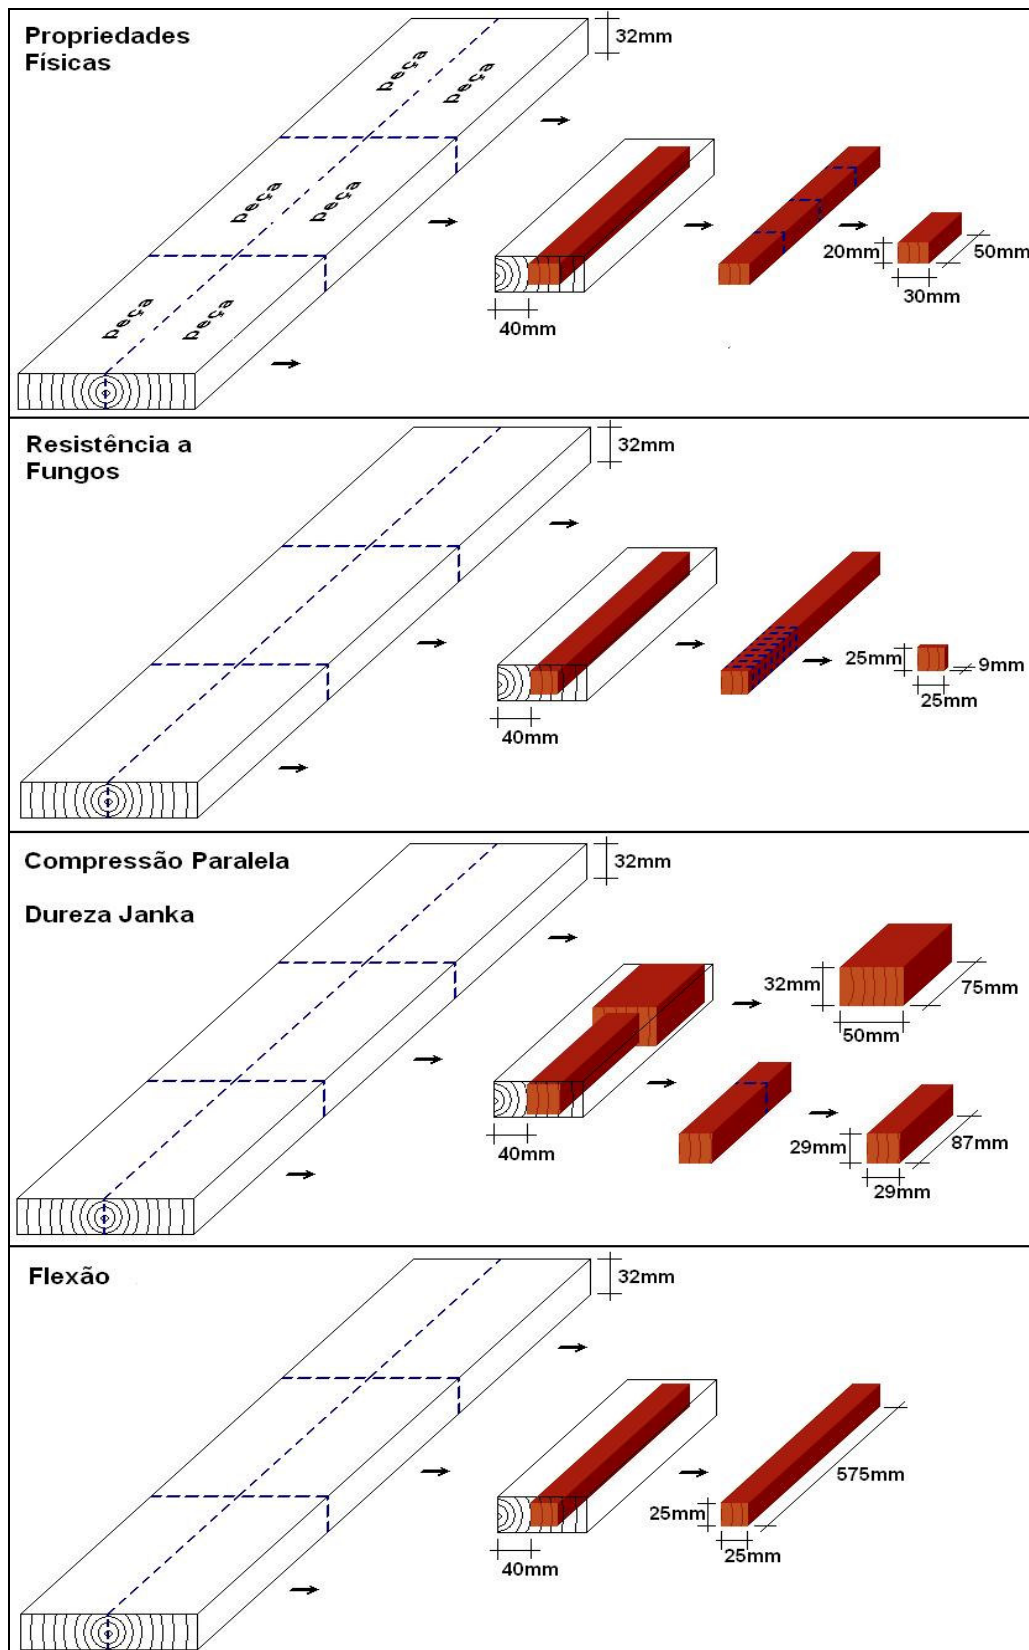 Propriedades
Físicas
32mm
peça
peça
peça
peça
peça
peça
40mm
20mm
30mm
50mm
Resistência a
Fungos
32mm
40mm
25mm
25mm
9mm
Compressão Paralela
Dureza Janka
32mm
40mm
32mm
50mm
75mm
29mm
29mm
87mm
Flexão
32mm
40mm
25mm
25mm
575mm